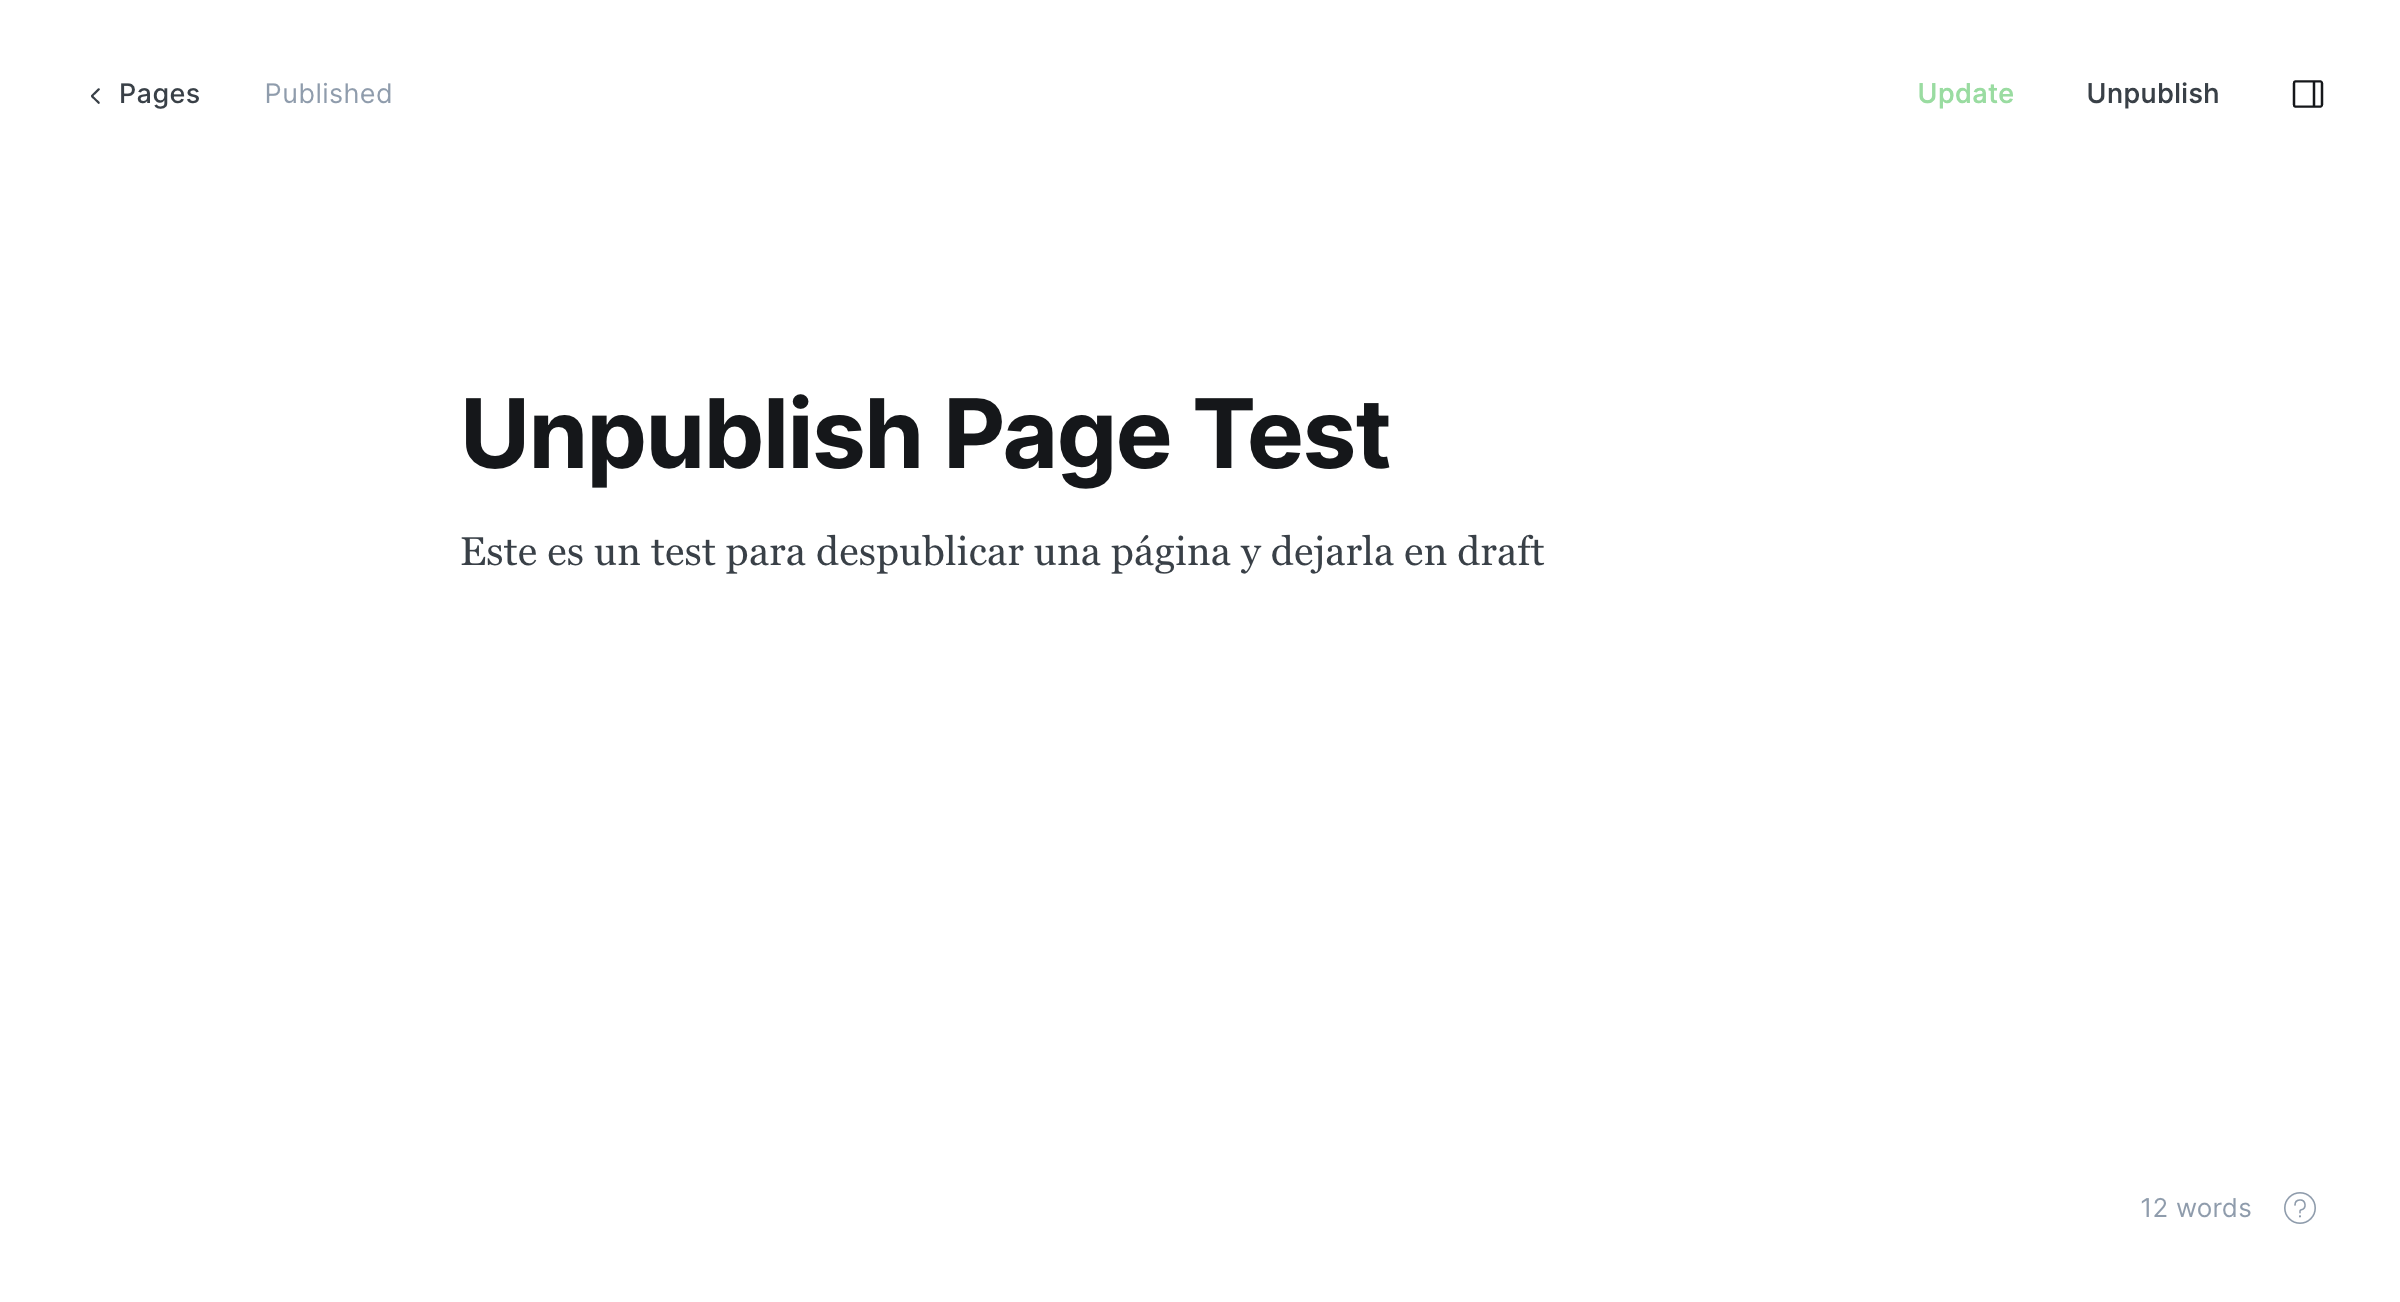 Pages
Published
Update
Unpublish
Unpublish Page Test
Este es un test para despublicar una página y dejarla en draft
12 words
?